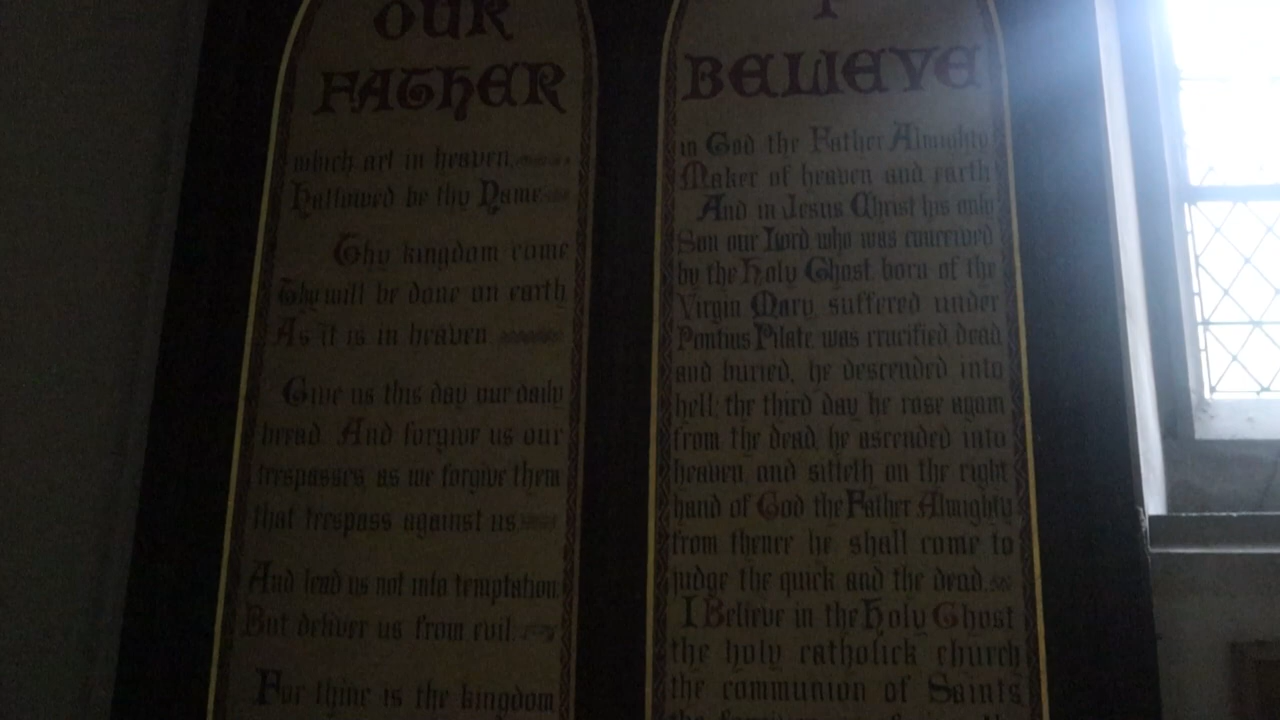 OUR
FATHER
which art in heaven,
Hallowed be thy Name
Thy kingdom come
Thy will be done on earth
As it is in heaven
Give us this day our daily
bread. And forgive us our
trespasses, as we forgive them
that trespass against us
And lead us not into temptation,
But deliver us from evil.
For thine is the kingdom
I
BELIEVE
in God the Father Almighty
Maker of heaven and earth
And in Jesus Christ his only
Son our Lord who was conceived
by the Holy Ghost, born of the
Virgin Mary, suffered under
Pontius Pilate, was crucified dead
and buried, he descended into
hell; the third day he rose again
from the dead, he ascended into
heaven, and sitteth on the right
hand of God the Father Almighty
from thence he shall come to
judge the quick and the dead.
I Believe in the Holy Ghost
the holy catholick church
the communion of Saints